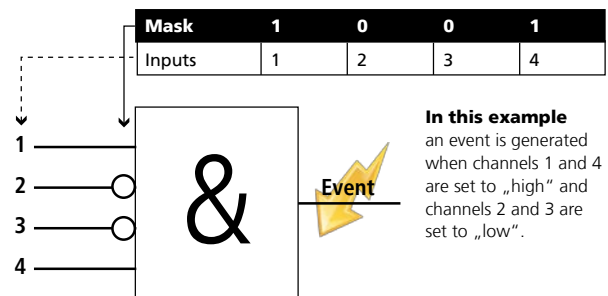 Mask 1 0 0 1
Inputs 1 2 3 4
In this example
an event is generated
when channels 1 and 4
are set to „high“ and
channels 2 and 3 are
set to „low“.
1
2
3
4
&
Event